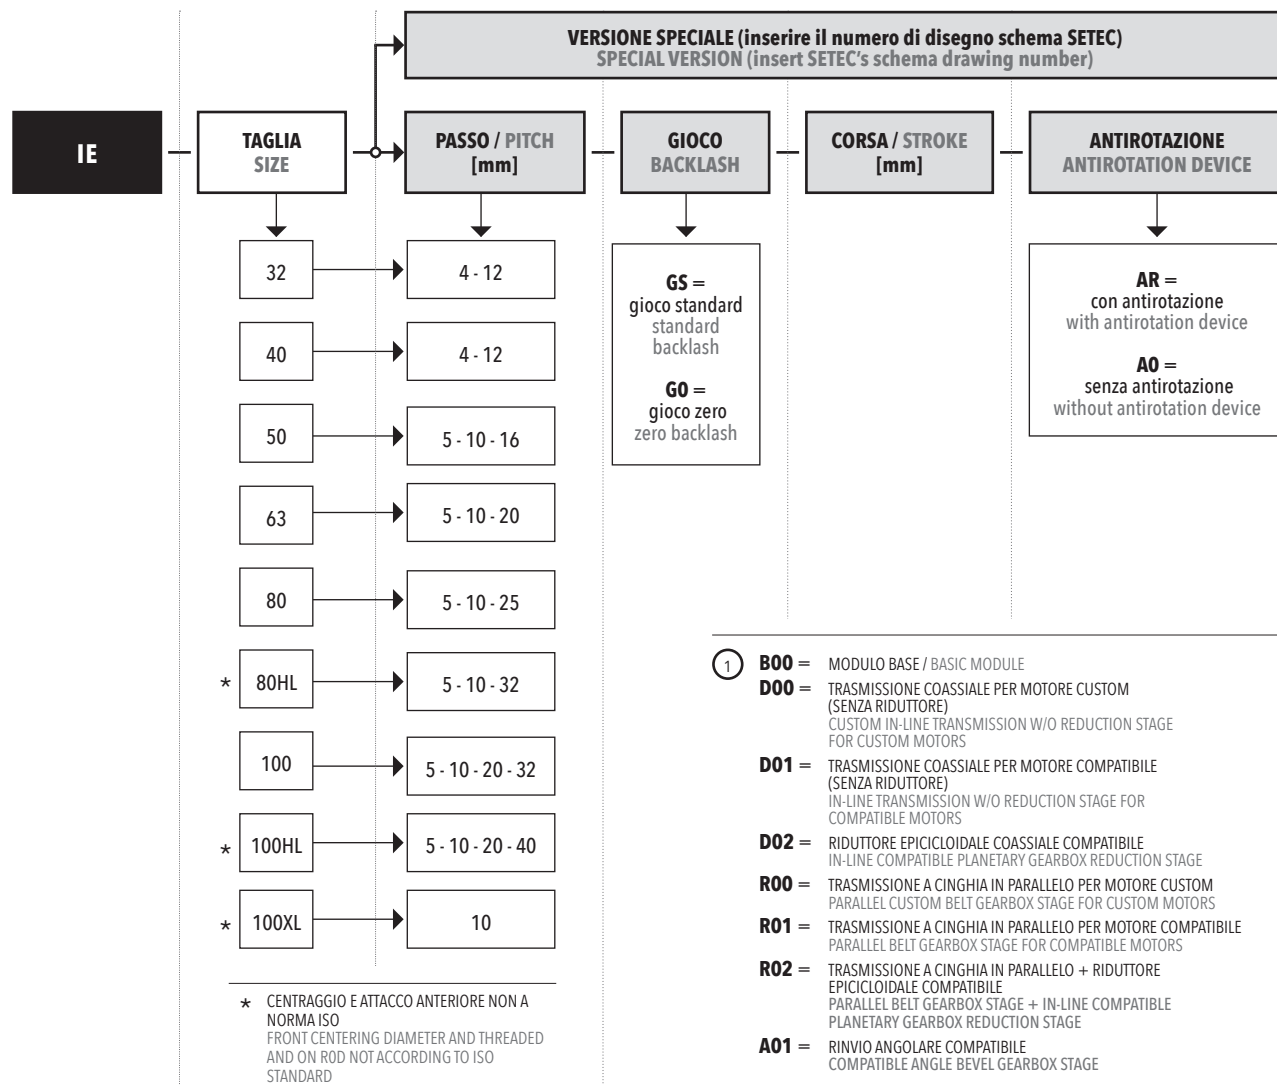 VERSIONE SPECIALE (inserire il numero di disegno schema SETEC)
SPECIAL VERSION (insert SETEC's schema drawing number)
IE
TAGLIA
SIZE
PASSO / PITCH
[mm]
GIOCO
BACKLASH
CORSA / STROKE
[mm]
ANTIROTAZIONE
ANTIROTATION DEVICE
32
4 - 12
40
4 - 12
50
5 - 10 - 16
63
5 - 10 - 20
80
5 - 10 - 25
* 80HL
5 - 10 - 32
100
5 - 10 - 20 - 32
* 100HL
5 - 10 - 20 - 40
* 100XL
10
GS =
gioco standard
standard
backlash
G0 =
gioco zero
zero backlash
AR =
con antirotazione
with antirotation device
A0 =
senza antirotazione
without antirotation device
* CENTRAGGIO E ATTACCO ANTERIORE NON A
NORMA ISO
FRONT CENTERING DIAMETER AND THREADED
AND ON R0D NOT ACCORDING TO ISO
STANDARD
1 B00 = MODULO BASE / BASIC MODULE
D00 = TRASMISSIONE COASSIALE PER MOTORE CUSTOM
(SENZA RIDUTTORE)
CUSTOM IN-LINE TRANSMISSION W/O REDUCTION STAGE
FOR CUSTOM MOTORS
D01 = TRASMISSIONE COASSIALE PER MOTORE COMPATIBILE
(SENZA RIDUTTORE)
IN-LINE TRANSMISSION W/O REDUCTION STAGE FOR
COMPATIBLE MOTORS
D02 = RIDUTTORE EPICICLOIDALE COASSIALE COMPATIBILE
IN-LINE COMPATIBLE PLANETARY GEARBOX REDUCTION STAGE
R00 = TRASMISSIONE A CINGHIA IN PARALLELO PER MOTORE CUSTOM
PARALLEL CUSTOM BELT GEARBOX STAGE FOR CUSTOM MOTORS
R01 = TRASMISSIONE A CINGHIA IN PARALLELO PER MOTORE COMPATIBILE
PARALLEL BELT GEARBOX STAGE FOR COMPATIBLE MOTORS
R02 = TRASMISSIONE A CINGHIA IN PARALLELO + RIDUTTORE
EPICICLOIDALE COMPATIBILE
PARALLEL BELT GEARBOX STAGE + IN-LINE COMPATIBLE
PLANETARY GEARBOX REDUCTION STAGE
A01 = RINVIO ANGOLARE COMPATIBILE
COMPATIBLE ANGLE BEVEL GEARBOX STAGE